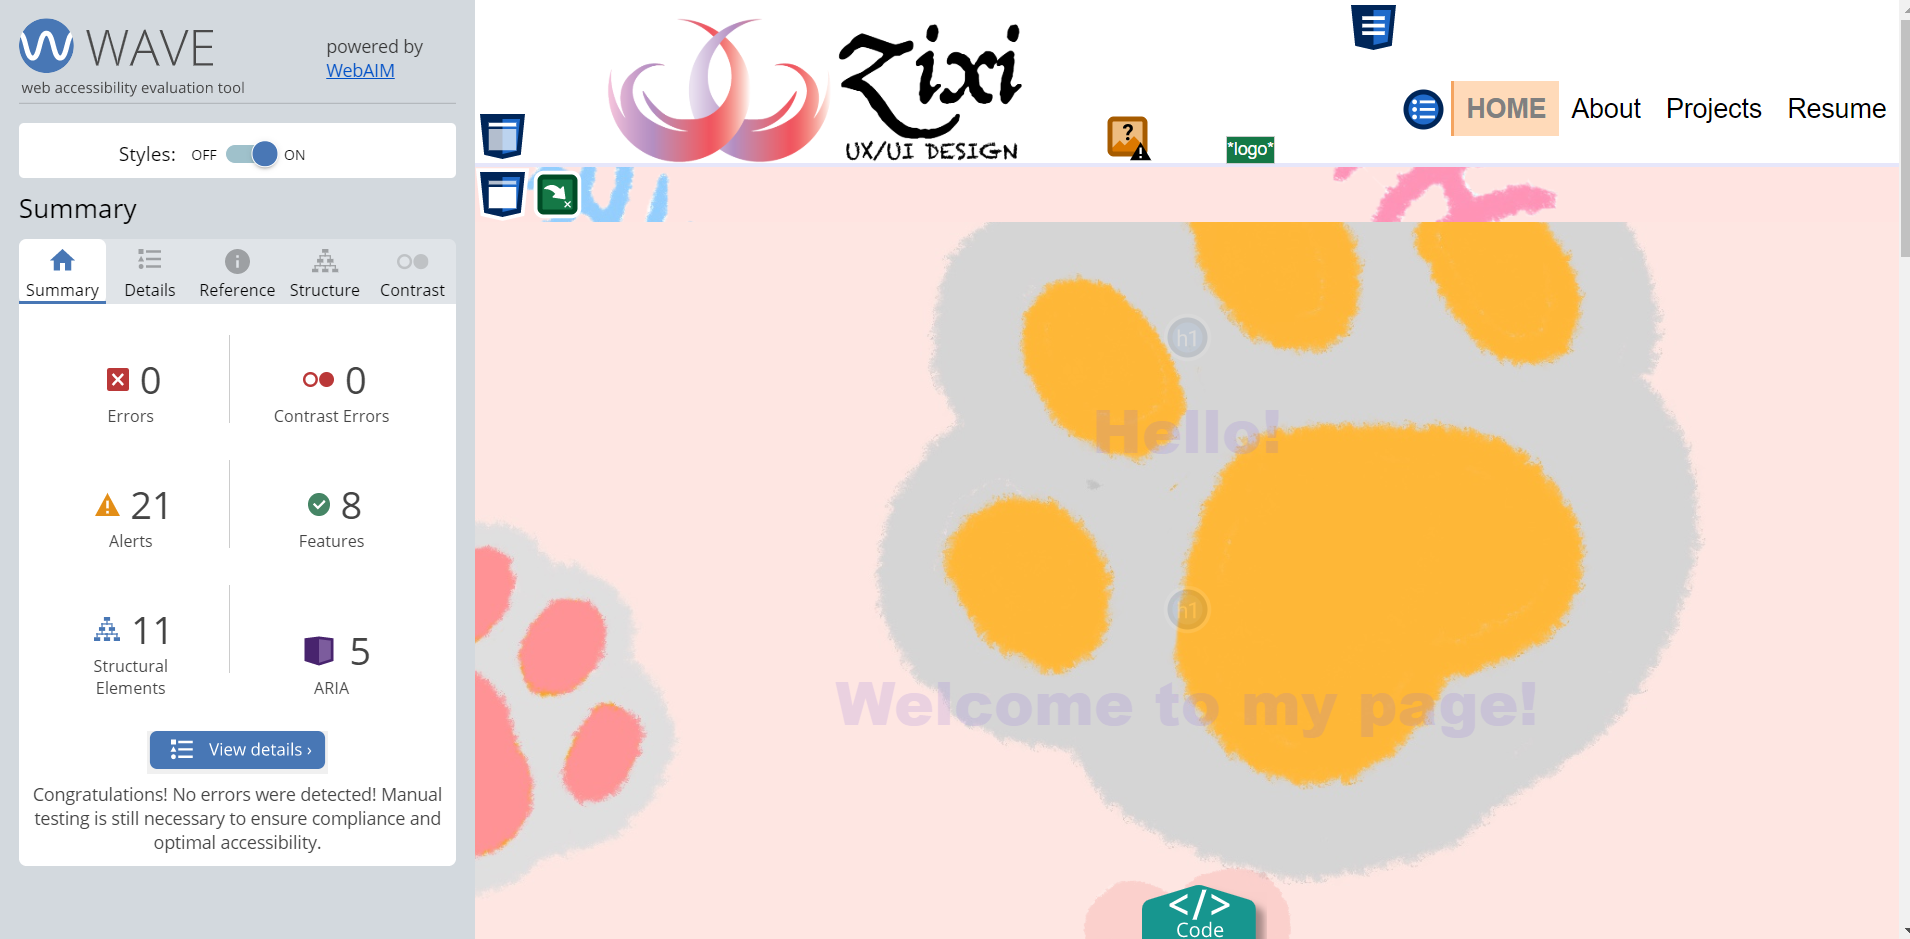 WAVE
powered by
WebAIM
web accessibility evaluation tool
Styles: OFF ON
Summary
Summary Details Reference Structure Contrast
0 0
Errors Contrast Errors
21 8
Alerts Features
11 5
Structural
Elements
ARIA
View details ›
Congratulations! No errors were detected! Manual
testing is still necessary to ensure compliance and
optimal accessibility.
Zixi
UX/UI DESIGN
?
*logo*
HOME About Projects Resume
h1
Hello!
h1
Welcome to my page!
</>
Code